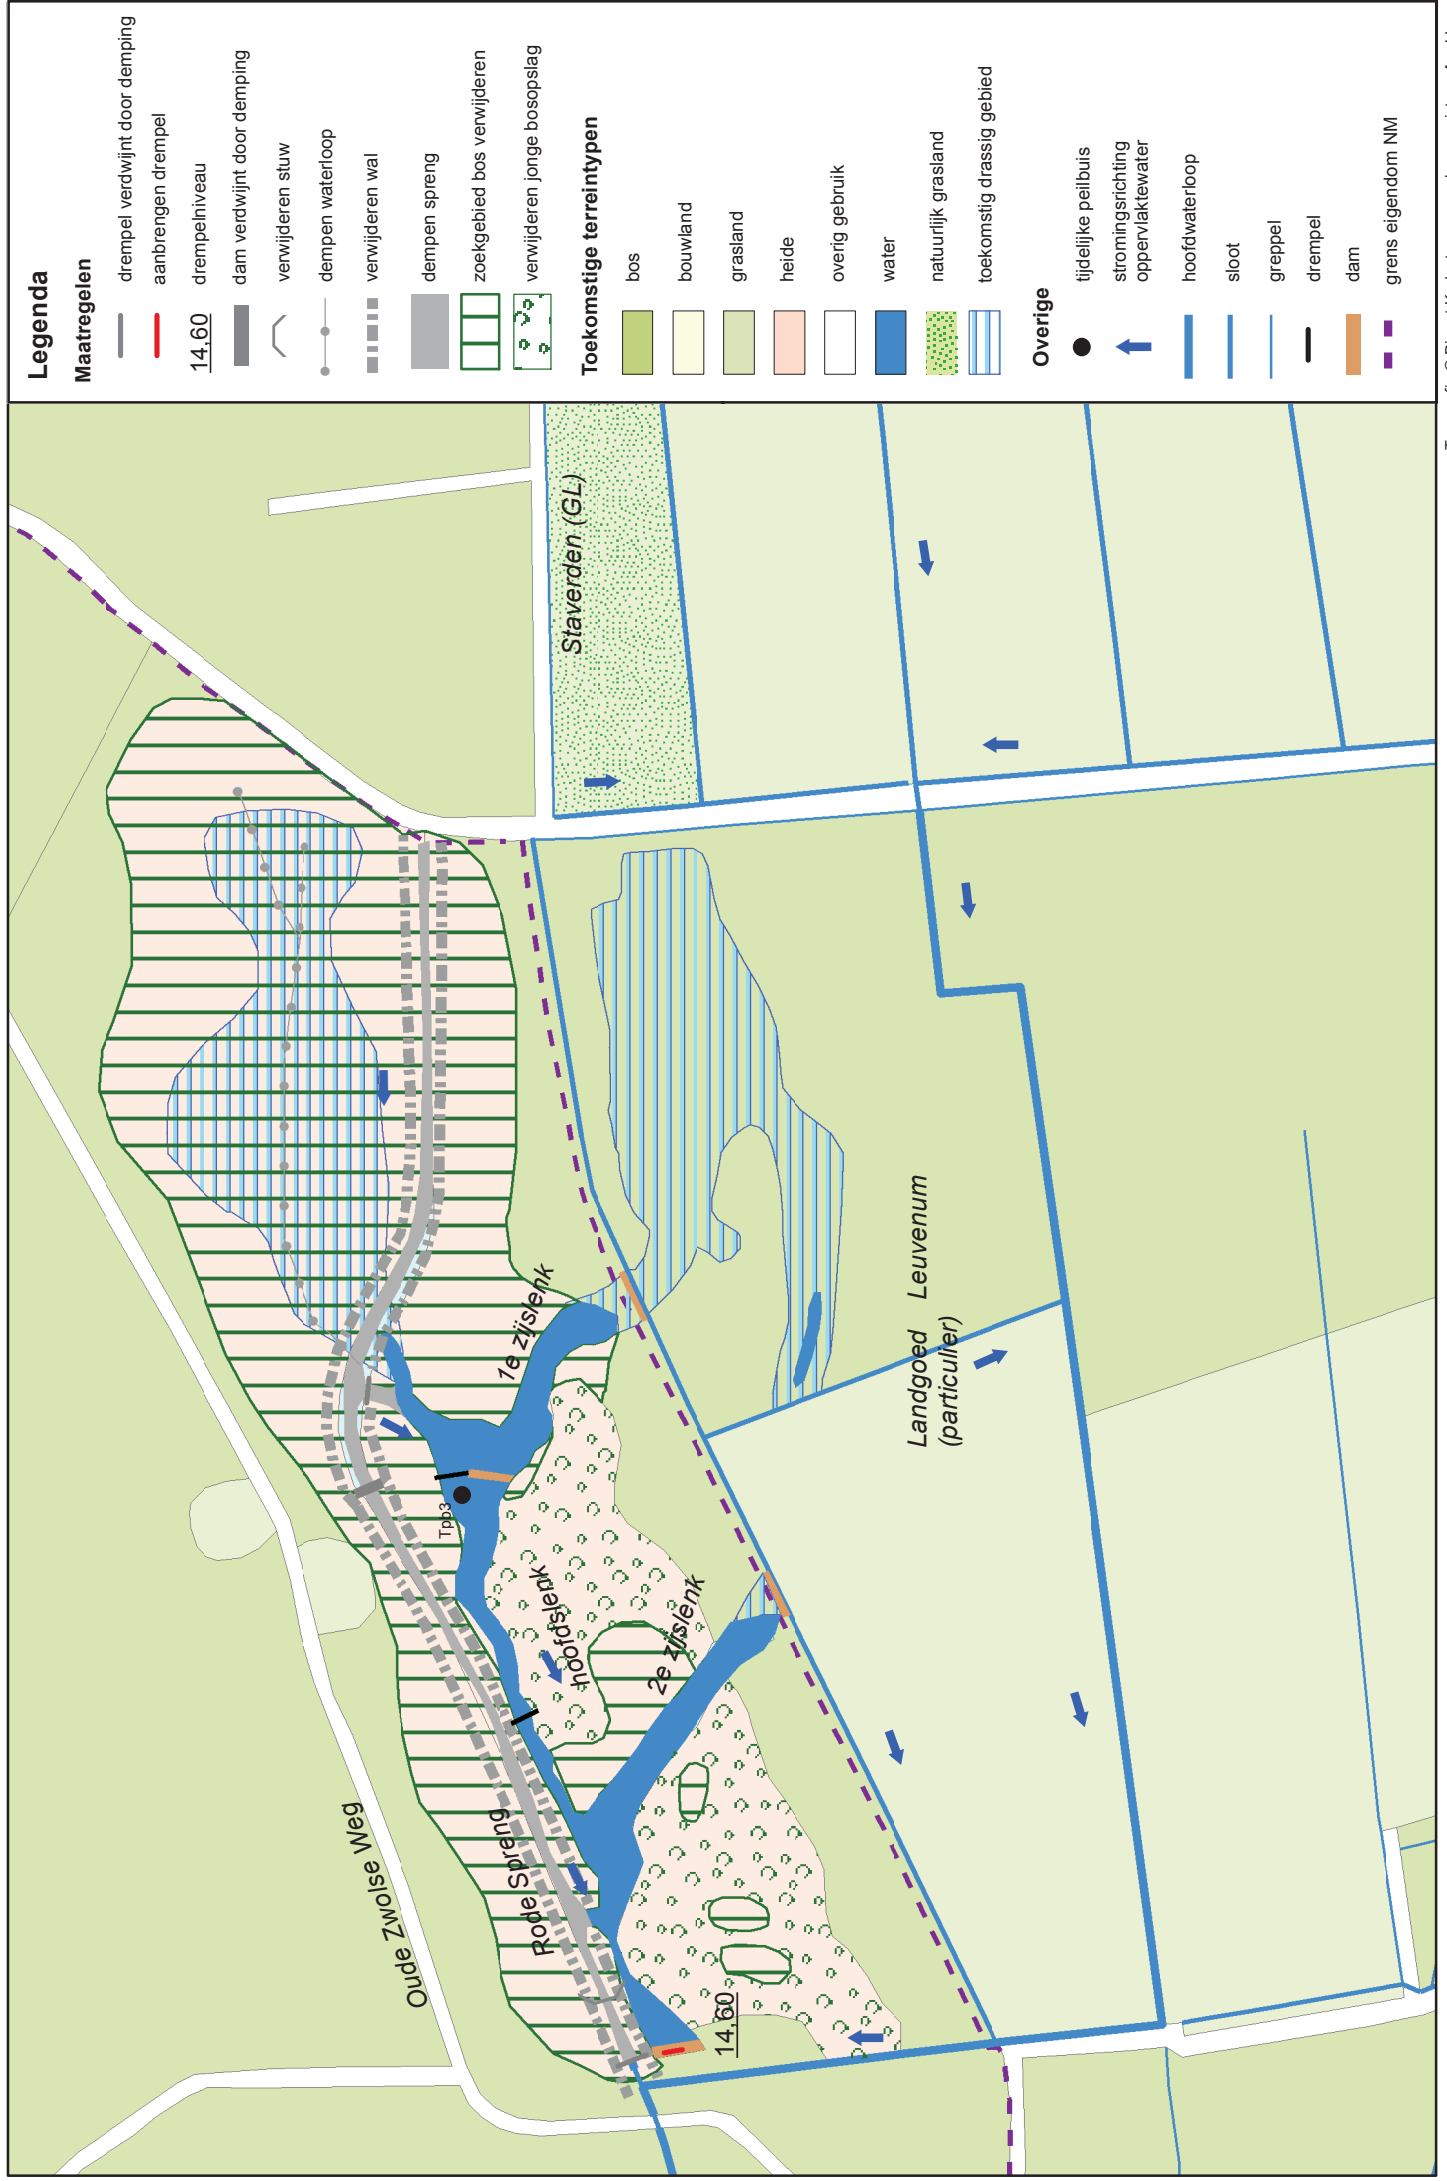 Legenda
Maatregelen
drempel verdwijnt door demping
aanbrengen drempel
14,60
drempelniveau
dam verdwijnt door demping
verwijderen stuw
dempen waterloop
verwijderen wal
dempen spreng
zoekgebied bos verwijderen
verwijderen jonge bosopslag
Toekomstige terreintypen
bos
bouwland
grasland
heide
overig gebruik
water
natuurlijk grasland
toekomstig drassig gebied
Overige
tijdelijke peilbuis
stromingsrichting
oppervlaktewater
hoofdwaterloop
sloot
greppel
drempel
dam
grens eigendom NM
Oude Zwolse Weg
Rode Spreng
hoofdslenk
1e zijslenk
2e zijslenk
Tpb3
14,60
Staverden (GL)
Landgoed Leuvenum
(particulier)